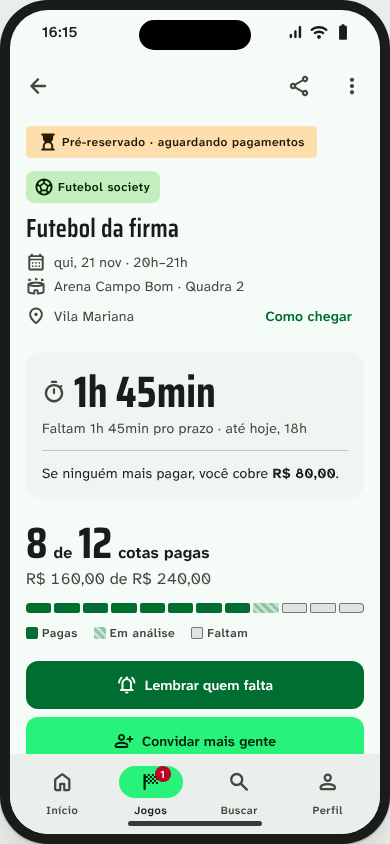 16:15
Pré-reservado · aguardando pagamentos
Futebol society
Futebol da firma
qui, 21 nov · 20h–21h
Arena Campo Bom · Quadra 2
Vila Mariana
Como chegar
1h 45min
Faltam 1h 45min pro prazo · até hoje, 18h
Se ninguém mais pagar, você cobre R$ 80,00.
8 de 12 cotas pagas
R$ 160,00 de R$ 240,00
Pagas Em análise Faltam
Lembrar quem falta
Convidar mais gente
1
Início Jogos Buscar Perfil